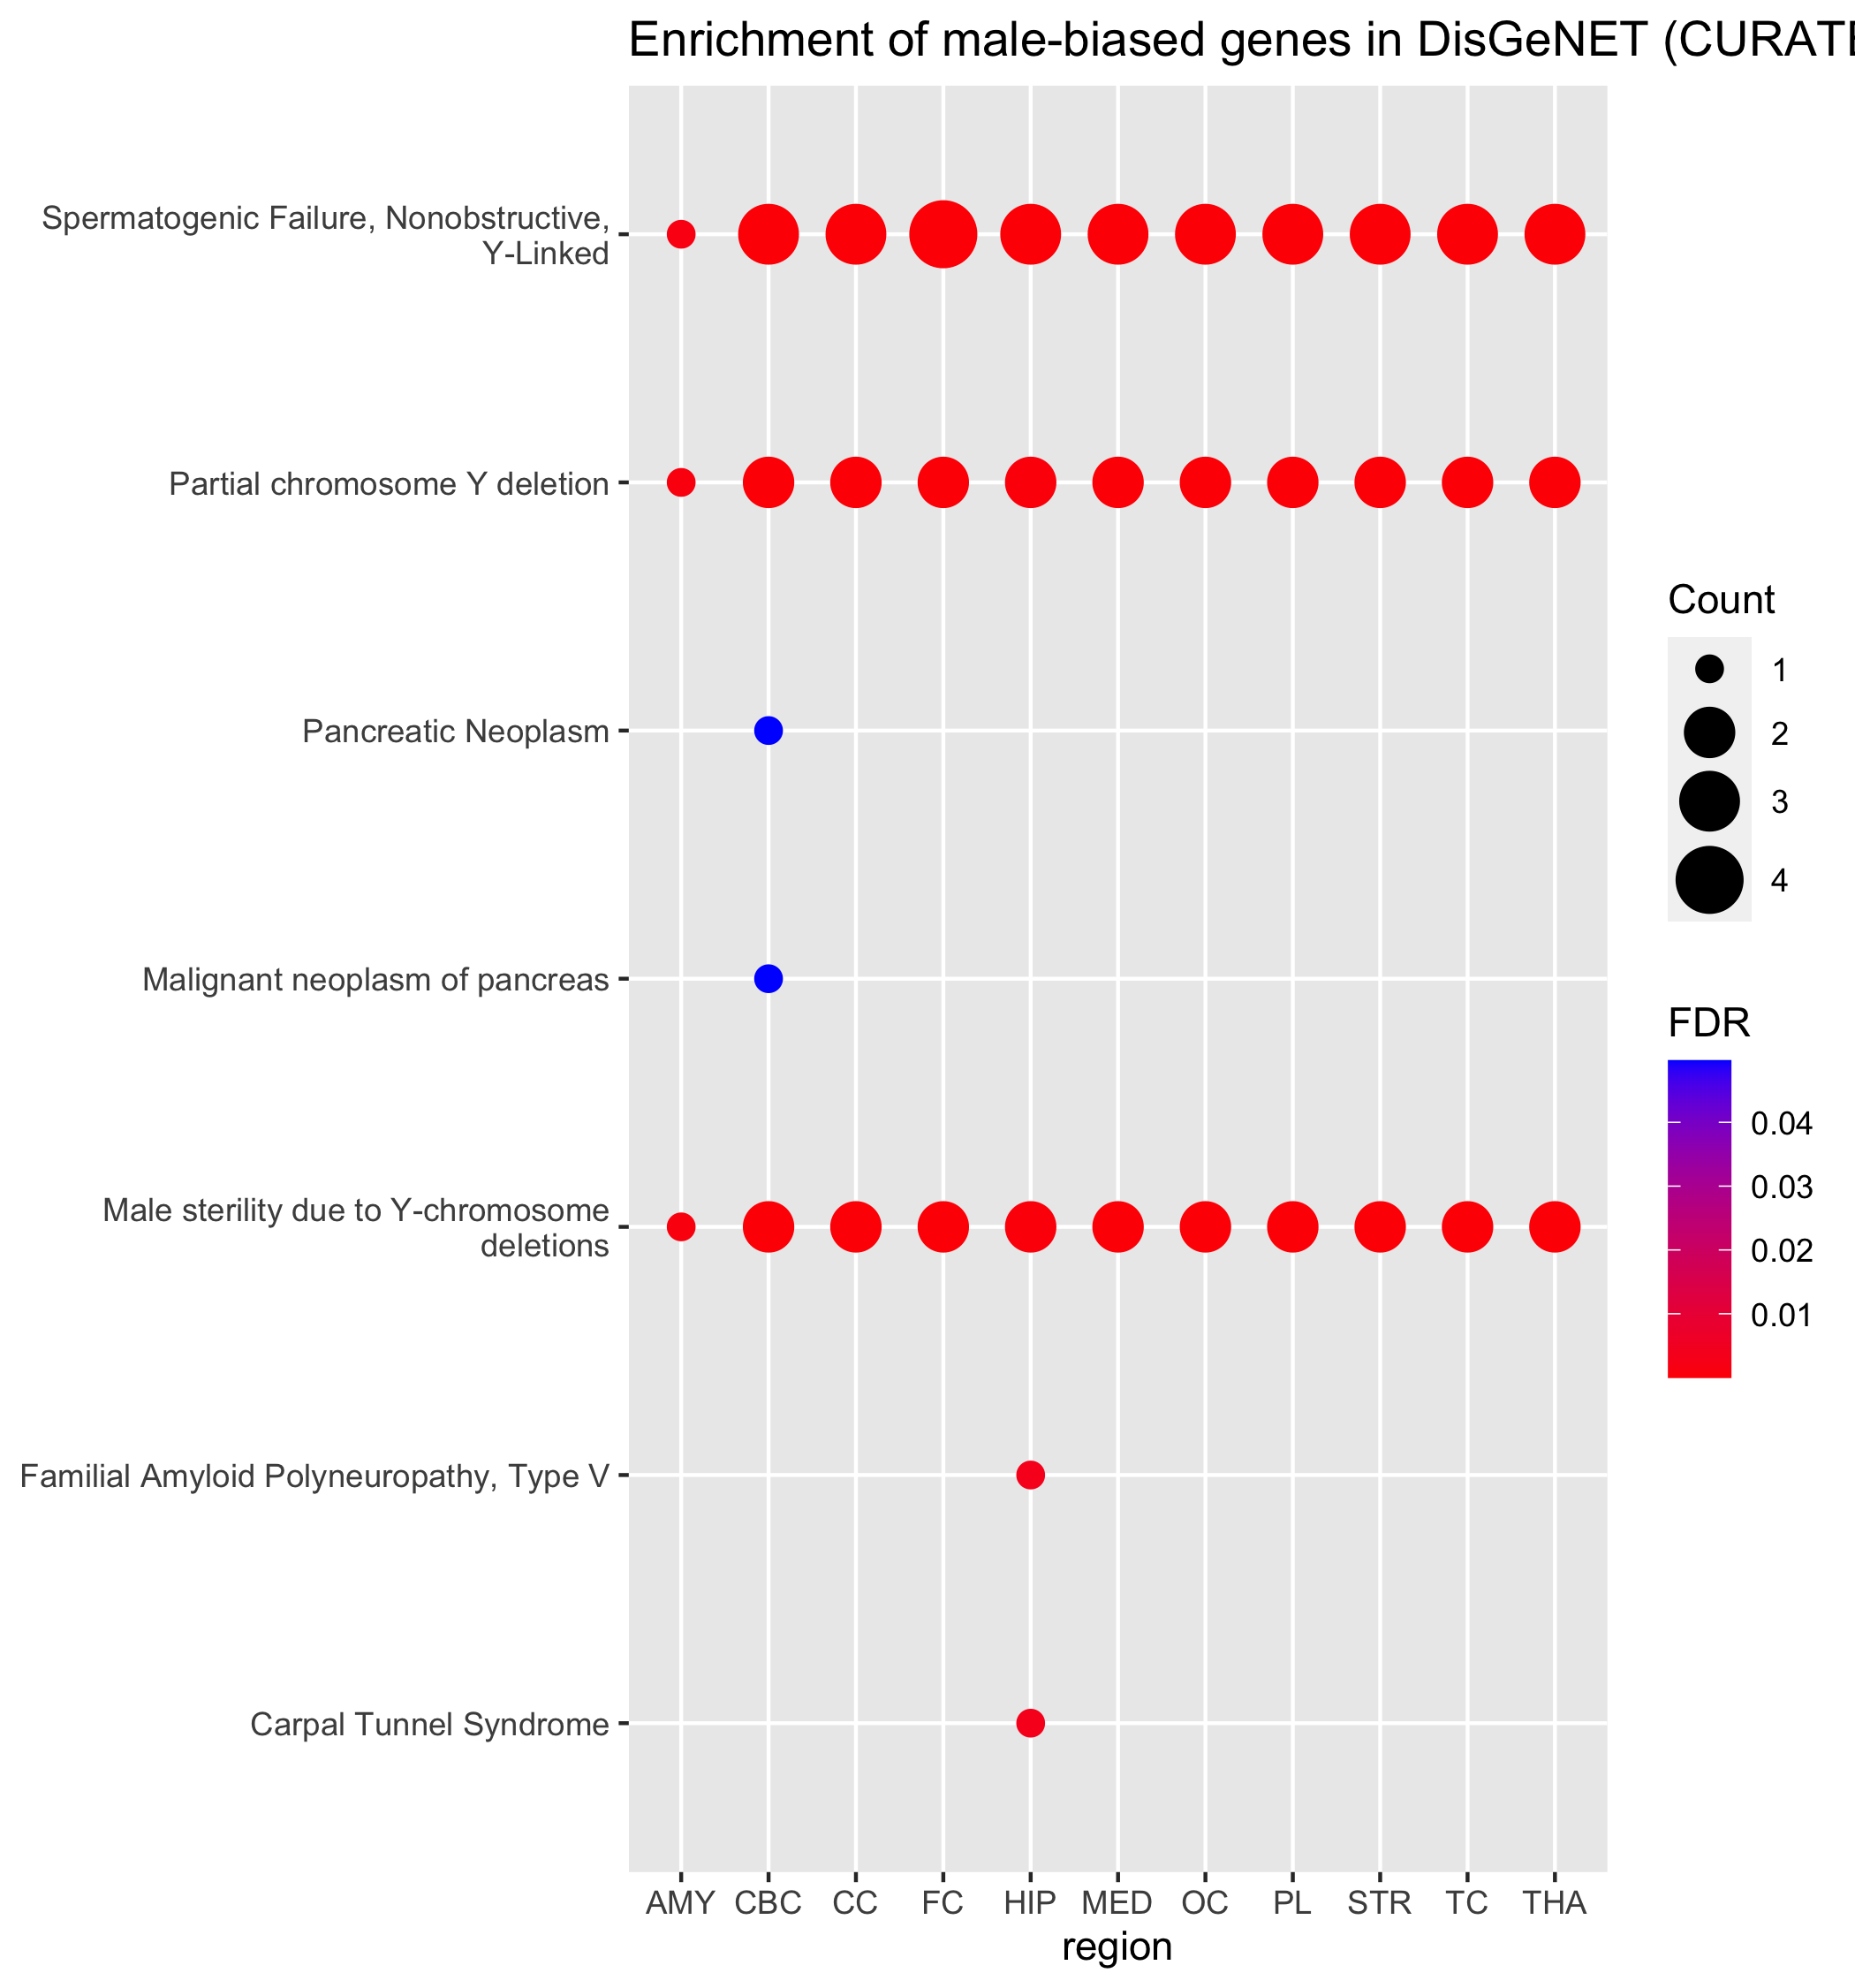 Enrichment of male-biased genes in DisGeNET (CURATE
Spermatogenic Failure, Nonobstructive,
Y-Linked
Partial chromosome Y deletion
Pancreatic Neoplasm
Malignant neoplasm of pancreas
Male sterility due to Y-chromosome
deletions
Familial Amyloid Polyneuropathy, Type V
Carpal Tunnel Syndrome
AMY CBC CC FC HIP MED OC PL STR TC THA
region
Count
1
2
3
4
FDR
0.04
0.03
0.02
0.01